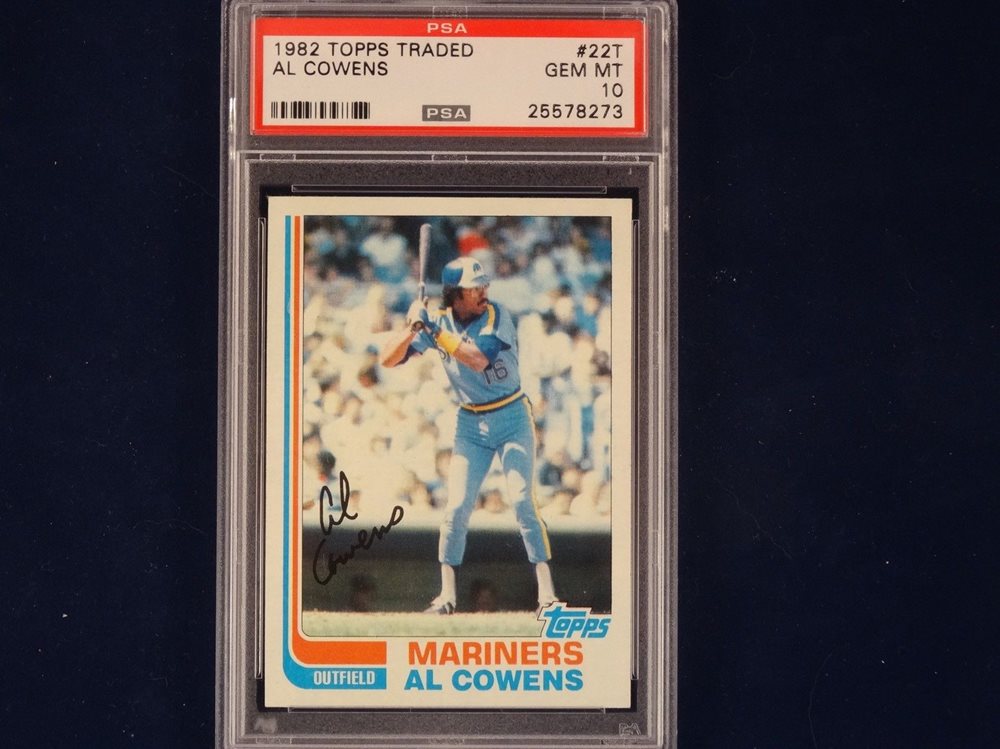 PSA
1982 TOPPS TRADED #22T
AL COWENS GEM MT
10
PSA 25578273
16
Al
Cowens
Topps
MARINERS
OUTFIELD AL COWENS
PSA